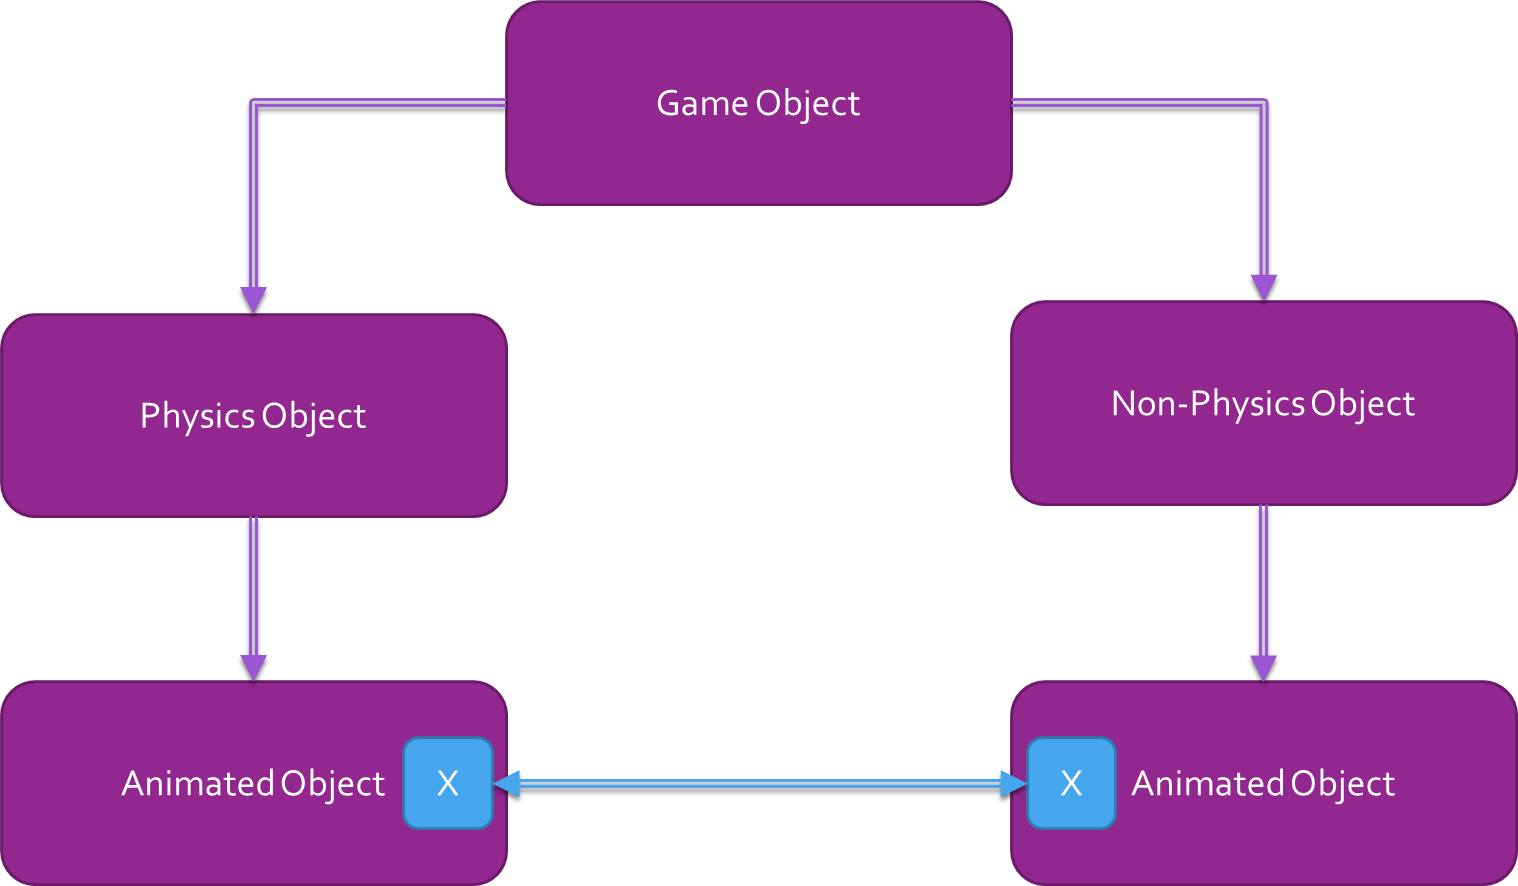 Game Object
Physics Object
Non-Physics Object
Animated Object
X
X
Animated Object